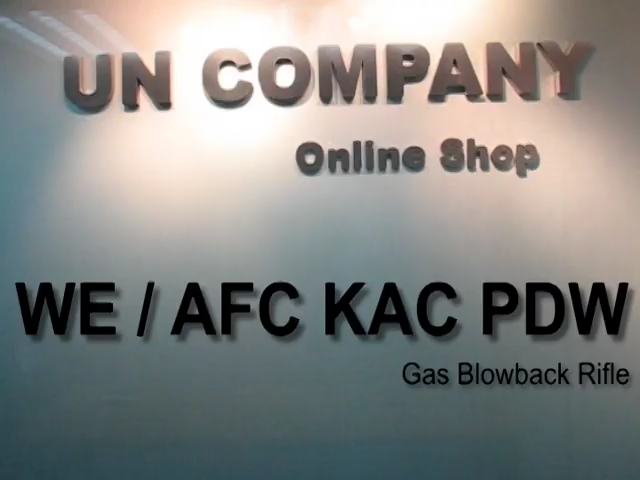 UN COMPANY
Online Shop
WE / AFC KAC PDW
Gas Blowback Rifle